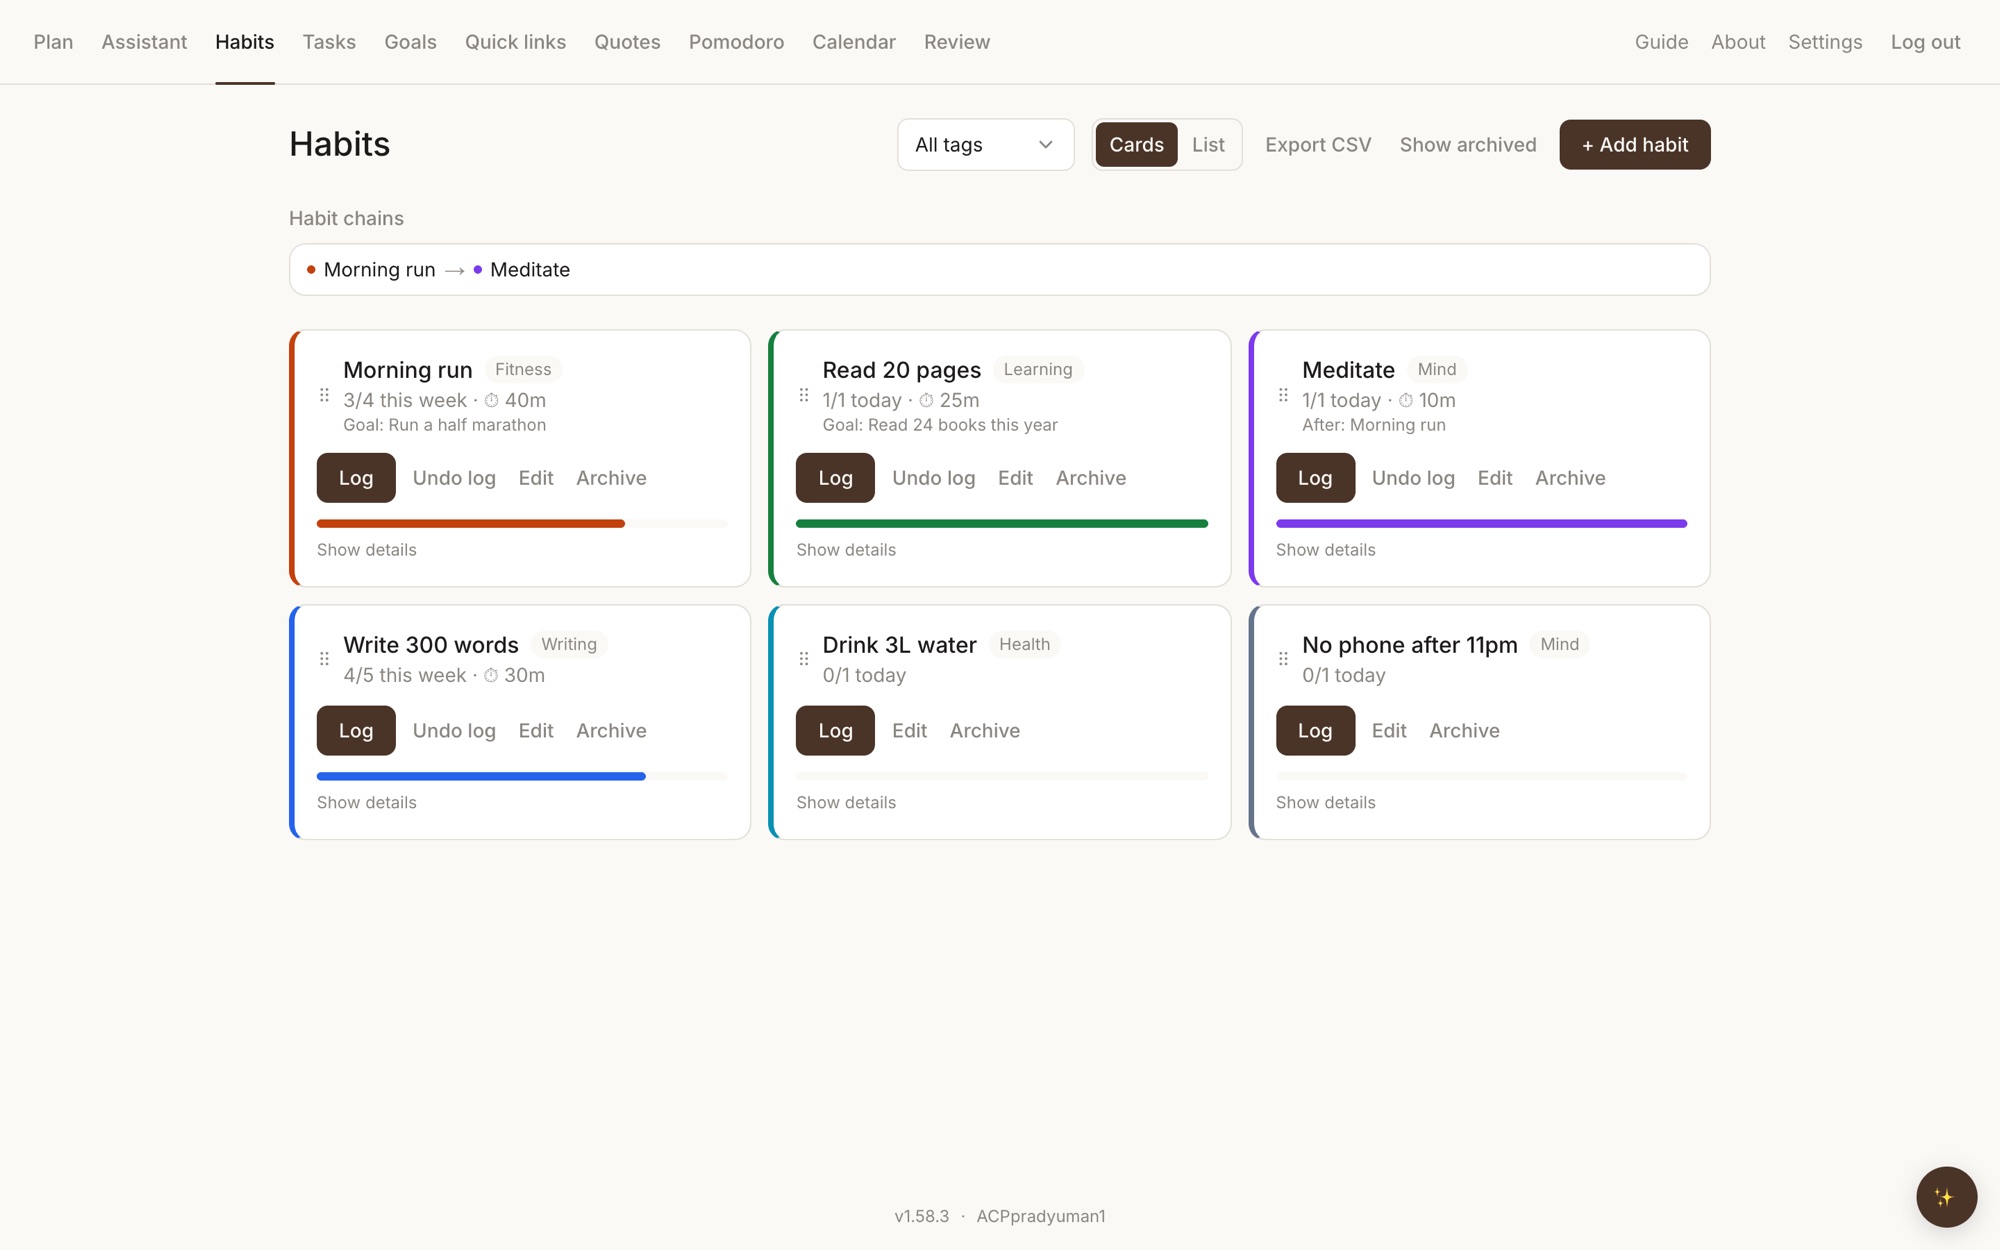 Plan Assistant Habits Tasks Goals Quick links Quotes Pomodoro Calendar Review Guide About Settings Log out
Habits All tags Cards List Export CSV Show archived + Add habit
Habit chains
Morning run → Meditate
Morning run Fitness
3/4 this week · ⏱ 40m
Goal: Run a half marathon
Log Undo log Edit Archive
Show details
Read 20 pages Learning
1/1 today · ⏱ 25m
Goal: Read 24 books this year
Log Undo log Edit Archive
Show details
Meditate Mind
1/1 today · ⏱ 10m
After: Morning run
Log Undo log Edit Archive
Show details
Write 300 words Writing
4/5 this week · ⏱ 30m
Log Undo log Edit Archive
Show details
Drink 3L water Health
0/1 today
Log Edit Archive
Show details
No phone after 11pm Mind
0/1 today
Log Edit Archive
Show details
v1.58.3 · ACPpradyuman1